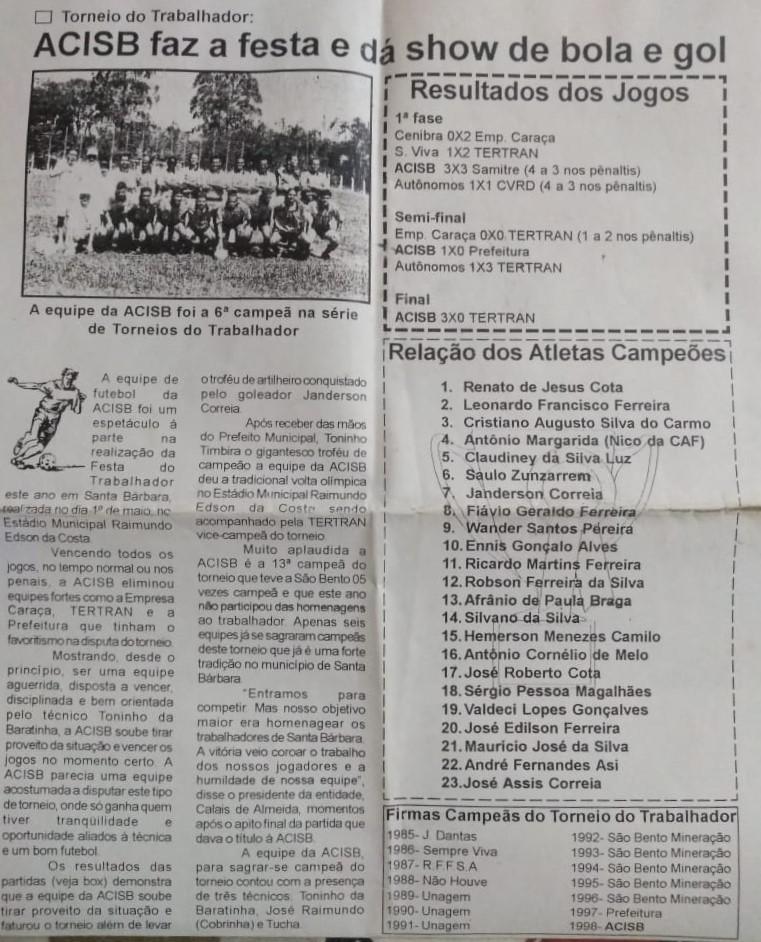 Torneio do Trabalhador:
ACISB faz a festa e dá show de bola e gol
A equipe da ACISB foi a 6ª campeã na série
de Torneios do Trabalhador
A equipe de
futebol da
ACISB foi um
espetáculo á
parte na
realização da
Festa do
Trabalhador
este ano em Santa Bárbara,
realizada no dia 1º de maio, no
Estádio Municipal Raimundo
Edson da Costa.
Vencendo todos os
jogos, no tempo normal ou nos
penais, a ACISB eliminou
equipes fortes como a Empresa
Caraça, TERTRAN e a
Prefeitura que tinham o
favoritismo na disputa do torneio.
Mostrando, desde o
princípio, ser uma equipe
aguerrida, disposta a vencer,
disciplinada e bem orientada
pelo técnico Toninho da
Baratinha, a ACISB soube tirar
proveito da situação e vencer os
jogos no momento certo. A
ACISB parecia uma equipe
acostumada a disputar este tipo
de torneio, onde só ganha quem
tiver tranqüilidade e
oportunidade aliados à técnica
e um bom futebol.
Os resultados das
partidas (veja box) demonstra
que a equipe da ACISB soube
tirar proveito da situação e
faturou o torneio além de levar
o troféu de artilheiro conquistado
pelo goleador Janderson
Correia.
Após receber das mãos
do Prefeito Municipal, Toninho
Timbira o gigantesco troféu de
campeão a equipe da ACISB
deu a tradicional volta olímpica
no Estádio Municipal Raimundo
Edson da Costa sendo
acompanhado pela TERTRAN
vice-campeã do torneio.
Muito aplaudida a
ACISB é a 13ª campeã do
torneio que teve a São Bento 05
vezes campeã e que este ano
não participou das homenagens
ao trabalhador. Apenas seis
equipes já se sagraram campeãs
deste torneio que já é uma forte
tradição no município de Santa
Bárbara.
"Entramos para
competir. Mas nosso objetivo
maior era homenagear os
trabalhadores de Santa Bárbara.
A vitória veio coroar o trabalho
dos nossos jogadores e a
humildade de nossa equipe",
disse o presidente da entidade,
Calais de Almeida, momentos
após o apito final da partida que
dava o título à ACISB.
A equipe da ACISB,
para sagrar-se campeã do
torneio contou com a presença
de três técnicos: Toninho da
Baratinha, José Raimundo
(Cobrinha) e Tucha.
Resultados dos Jogos
1ª fase
Cenibra 0X2 Emp. Caraça
S. Viva 1X2 TERTRAN
ACISB 3X3 Samitre (4 a 3 nos pênaltis)
Autônomos 1X1 CVRD (4 a 3 nos pênaltis)
Semi-final
Emp. Caraça 0X0 TERTRAN (1 a 2 nos pênaltis)
ACISB 1X0 Prefeitura
Autônomos 1X3 TERTRAN
Final
ACISB 3X0 TERTRAN
Relação dos Atletas Campeões
1. Renato de Jesus Cota
2. Leonardo Francisco Ferreira
3. Cristiano Augusto Silva do Carmo
4. Antônio Margarida (Nico da CAF)
5. Claudiney da Silva Luz
6. Saulo Zunzarrem
7. Janderson Correia
8. Flávio Geraldo Ferreira
9. Wander Santos Pereira
10. Ennis Gonçalo Alves
11. Ricardo Martins Ferreira
12. Robson Ferreira da Silva
13. Afrânio de Paula Braga
14. Silvano da Silva
15. Hemerson Menezes Camilo
16. Antônio Cornélio de Melo
17. José Roberto Cota
18. Sérgio Pessoa Magalhães
19. Valdeci Lopes Gonçalves
20. José Edilson Ferreira
21. Mauricio José da Silva
22. André Fernandes Asi
23. José Assis Correia
Firmas Campeãs do Torneio do Trabalhador
1985- J. Dantas
1986- Sempre Viva
1987- R.F.F.S.A
1988- Não Houve
1989- Unagem
1990- Unagem
1991- Unagem
1992- São Bento Mineração
1993- São Bento Mineração
1994- São Bento Mineração
1995- São Bento Mineração
1996- São Bento Mineração
1997- Prefeitura
1998- ACISB